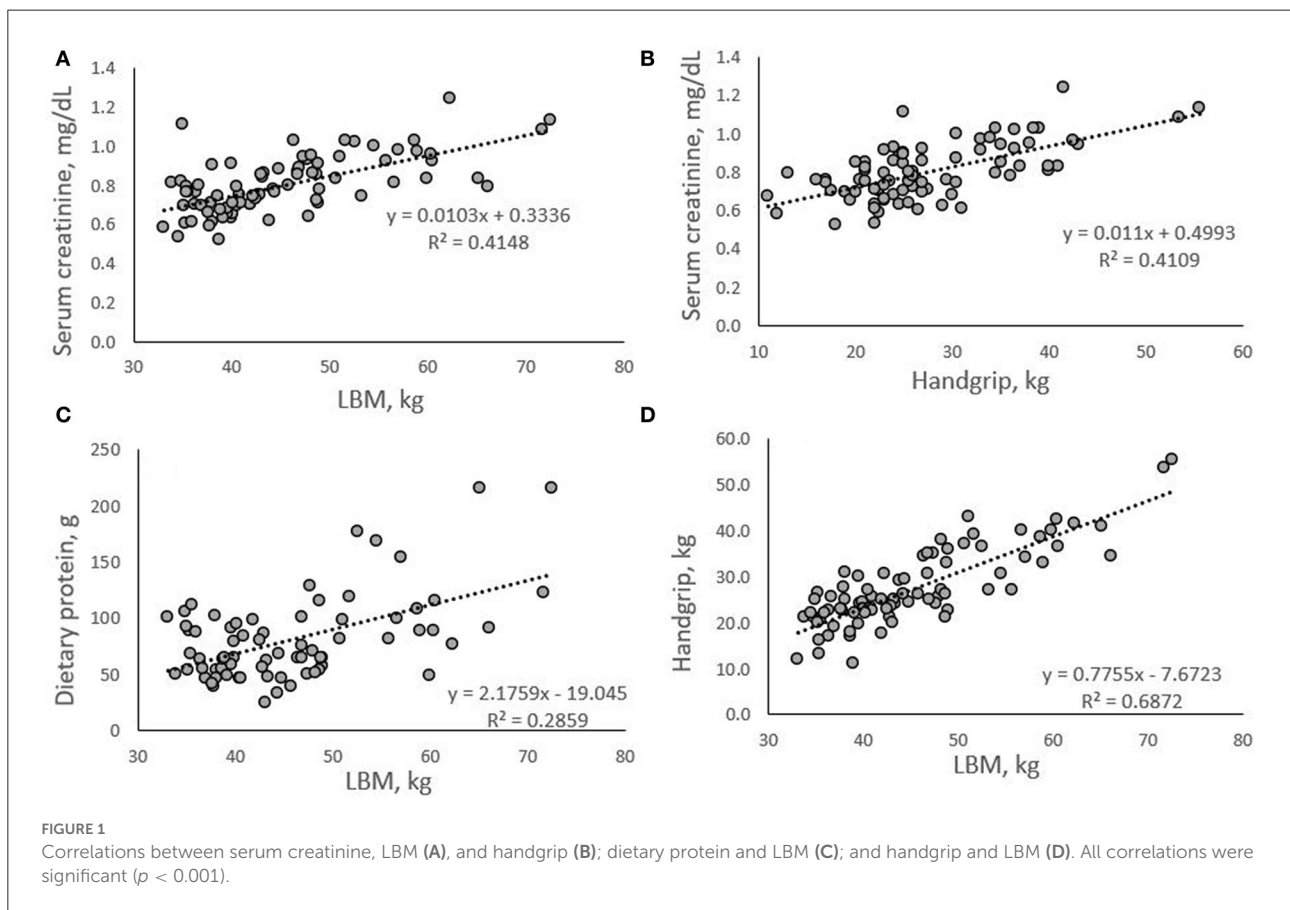 A
Serum creatinine, mg/dL
1.4
1.2
1.0
0.8
0.6
0.4
0.2
0.0
y = 0.0103x + 0.3336
R² = 0.4148
30 40 50 60 70 80
LBM, kg
B
Serum creatinine, mg/dL
1.4
1.2
1.0
0.8
0.6
0.4
0.2
0.0
y = 0.011x + 0.4993
R² = 0.4109
10 20 30 40 50 60
Handgrip, kg
C
Dietary protein, g
250
200
150
100
50
0
y = 2.1759x - 19.045
R² = 0.2859
30 40 50 60 70 80
LBM, kg
D
Handgrip, kg
60.0
50.0
40.0
30.0
20.0
10.0
0.0
y = 0.7755x - 7.6723
R² = 0.6872
30 40 50 60 70 80
LBM, kg
FIGURE 1
Correlations between serum creatinine, LBM (A), and handgrip (B); dietary protein and LBM (C); and handgrip and LBM (D). All correlations were
significant (p < 0.001).